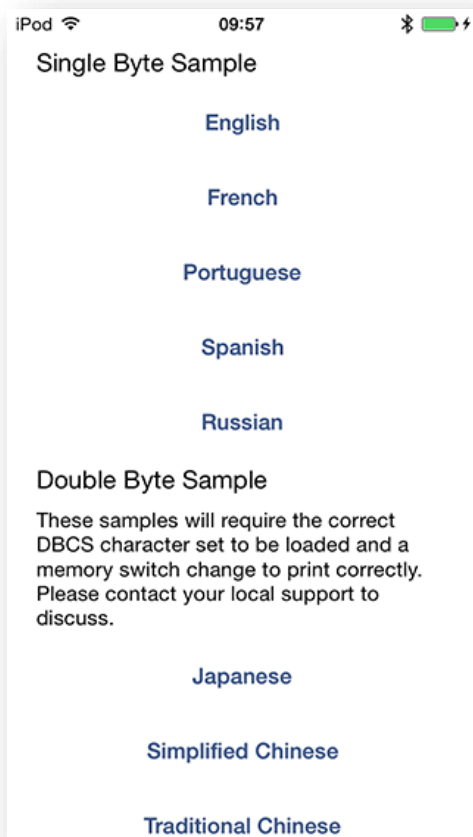 iPod 09:57
Single Byte Sample
English
French
Portuguese
Spanish
Russian
Double Byte Sample
These samples will require the correct
DBCS character set to be loaded and a
memory switch change to print correctly.
Please contact your local support to
discuss.
Japanese
Simplified Chinese
Traditional Chinese